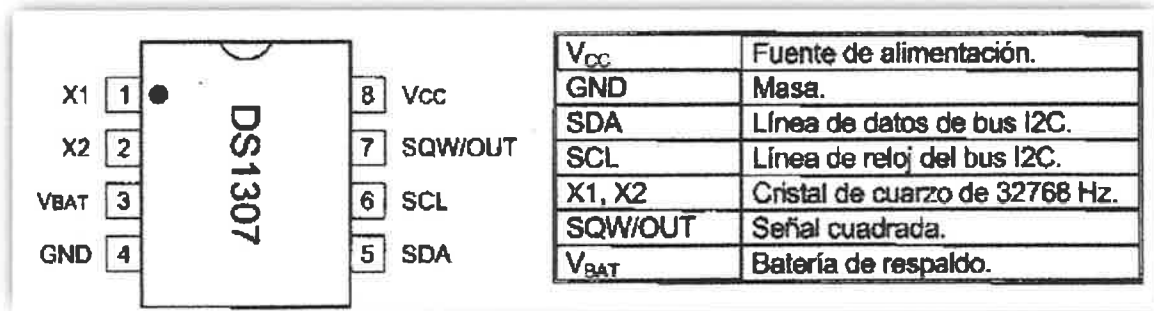 X1 1 8 Vcc
X2 2 7 SQW/OUT
VBAT 3 6 SCL
GND 4 5 SDA
DS1307
VCC Fuente de alimentación.
GND Masa.
SDA Línea de datos de bus I2C.
SCL Línea de reloj del bus I2C.
X1, X2 Cristal de cuarzo de 32768 Hz.
SQW/OUT Señal cuadrada.
VBAT Batería de respaldo.